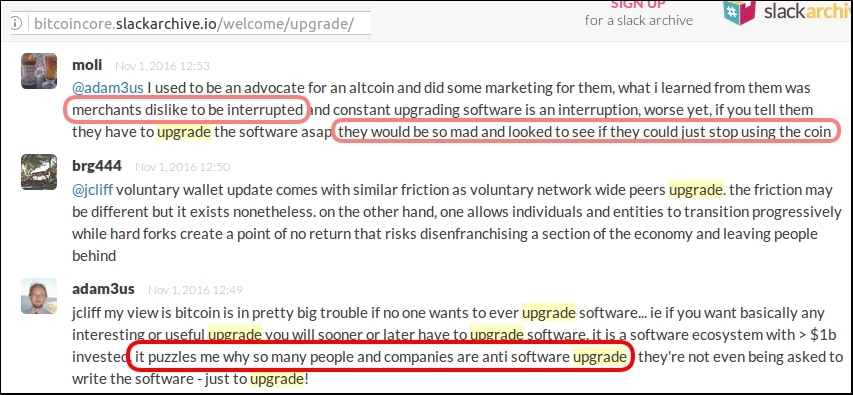 SIGN UP
for a slack archive
slackarchive
bitcoincore.slackarchive.io/welcome/upgrade/
moli Nov 1, 2016 12:53
@adam3us I used to be an advocate for an altcoin and did some marketing for them, what i learned from them was
merchants dislike to be interrupted and constant upgrading software is an interruption, worse yet, if you tell them
they have to upgrade the software asap, they would be so mad and looked to see if they could just stop using the coin
brg444 Nov 1, 2016 12:50
@jcliff voluntary wallet update comes with similar friction as voluntary network wide peers upgrade. the friction may
be different but it exists nonetheless. on the other hand, one allows individuals and entities to transition progressively
while hard forks create a point of no return that risks disenfranchising a section of the economy and leaving people
behind
adam3us Nov 1, 2016 12:49
jcliff my view is bitcoin is in pretty big trouble if no one wants to ever upgrade software... ie if you want basically any
interesting or useful upgrade you will sooner or later have to upgrade software. it is a software ecosystem with > $1b
invested. it puzzles me why so many people and companies are anti software upgrade they're not even being asked to
write the software - just to upgrade!